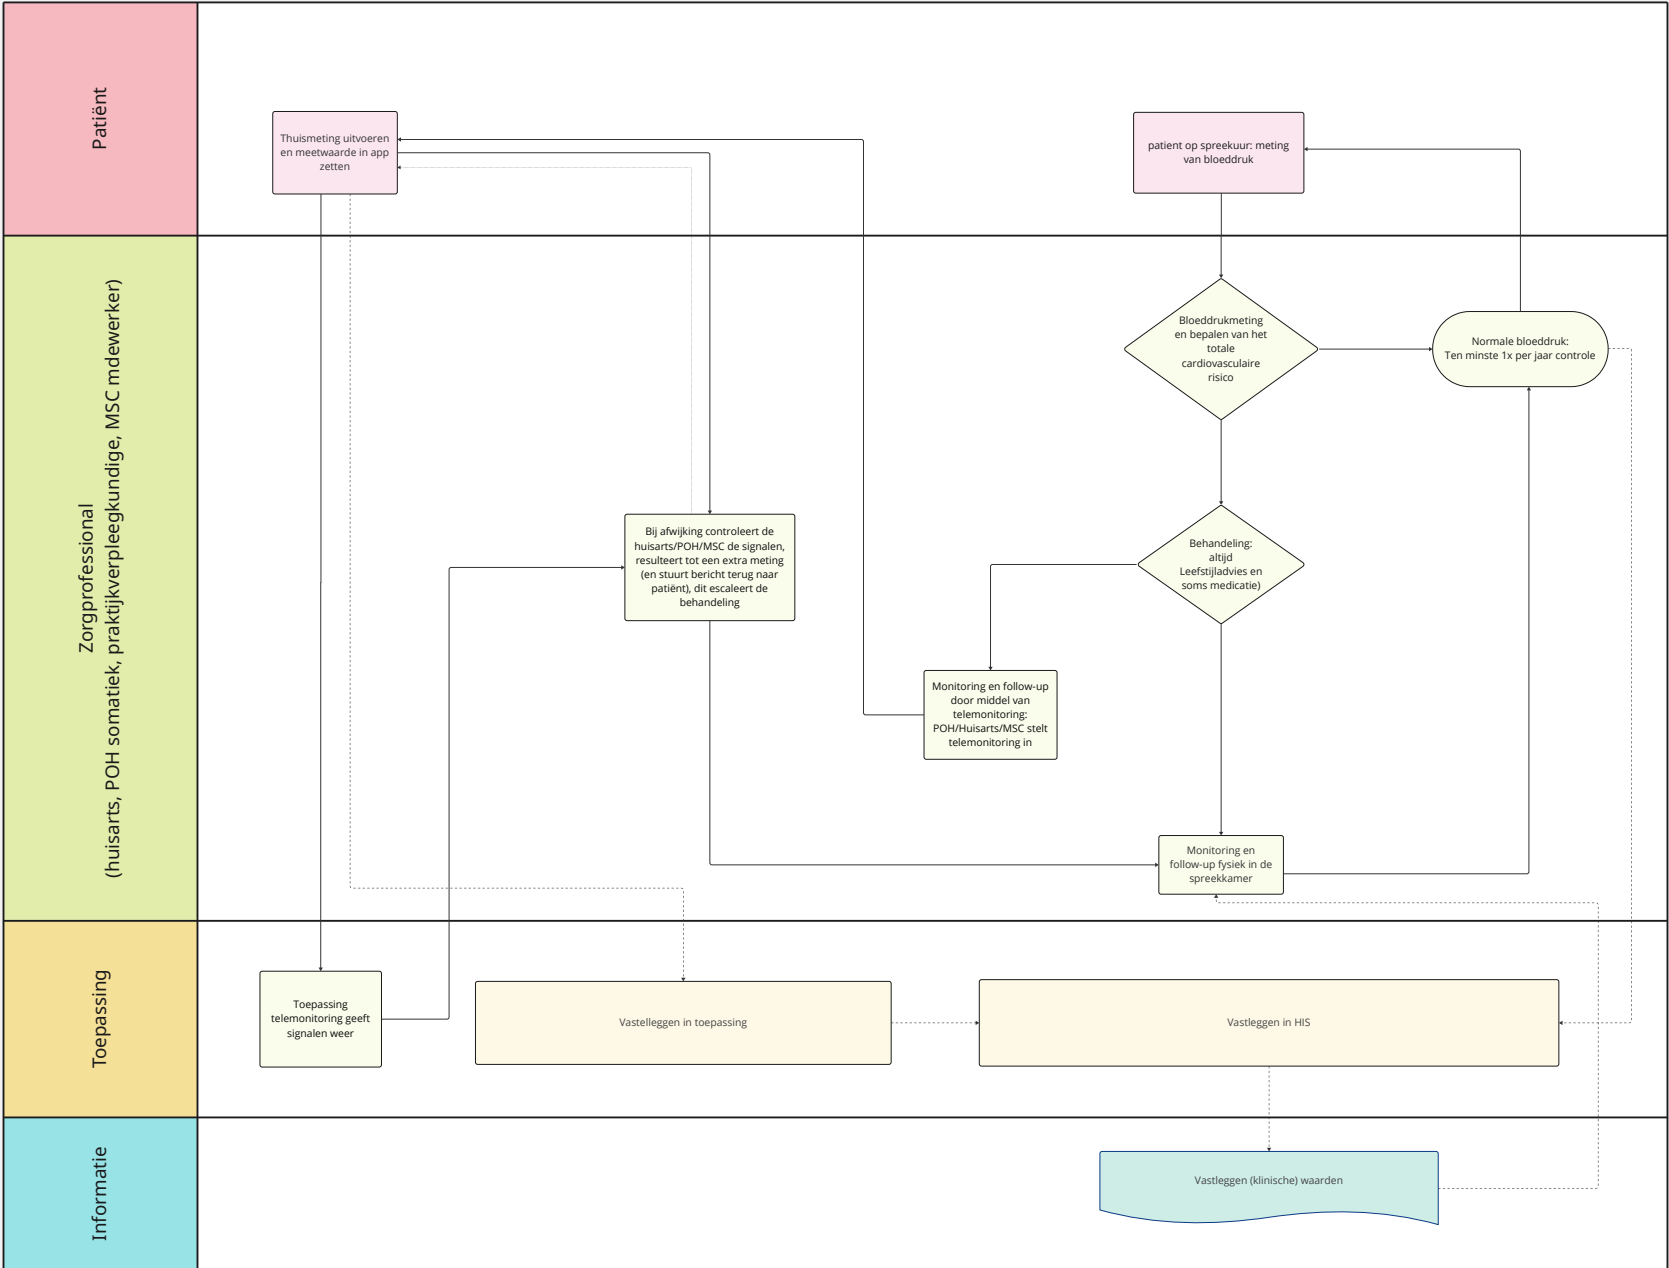 Patiënt
Thuismeting uitvoeren
en meetwaarde in app
zetten
patient op spreekuur: meting
van bloeddruk
Zorgprofessional
(huisarts, POH somatiek, praktijkverpleegkundige, MSC mdewerker)
Bloeddrukmeting
en bepalen van het
totale
cardiovasculaire
risico
Normale bloeddruk:
Ten minste 1x per jaar controle
Bij afwijking controleert de
huisarts/POH/MSC de signalen,
resulteert tot een extra meting
(en stuurt bericht terug naar
patiënt), dit escaleert de
behandeling
Behandeling:
altijd
Leefstijladvies en
soms medicatie)
Monitoring en follow-up
door middel van
telemonitoring:
POH/Huisarts/MSC stelt
telemonitoring in
Monitoring en
follow-up fysiek in de
spreekkamer
Toepassing
Toepassing
telemonitoring geeft
signalen weer
Vastelleggen in toepassing
Vastleggen in HIS
Informatie
Vastleggen (klinische) waarden